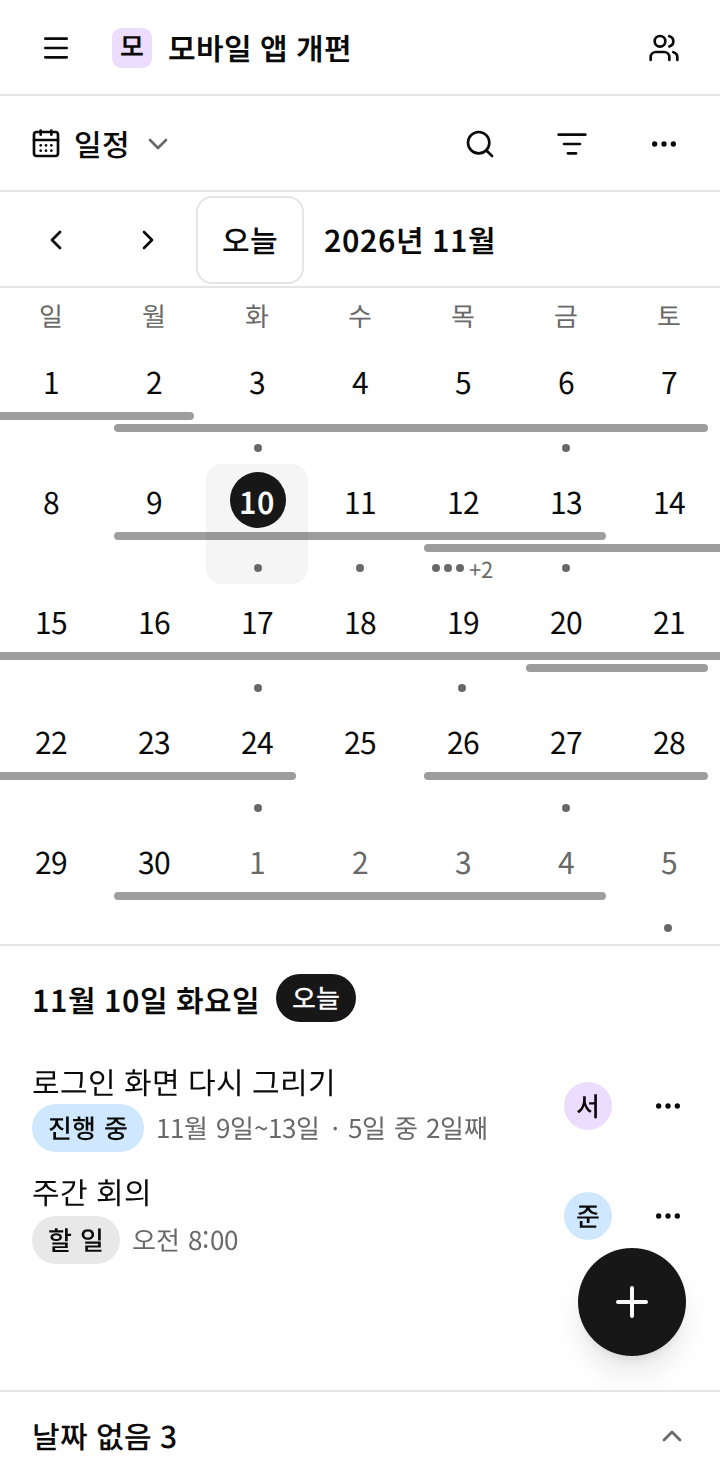 모 모바일 앱 개편
일정
오늘 2026년 11월
일 월 화 수 목 금 토
1 2 3 4 5 6 7
8 9 10 11 12 13 14
+2
15 16 17 18 19 20 21
22 23 24 25 26 27 28
29 30 1 2 3 4 5
11월 10일 화요일 오늘
로그인 화면 다시 그리기
서
진행 중 11월 9일~13일 · 5일 중 2일째
주간 회의
준
할 일 오전 8:00
날짜 없음 3